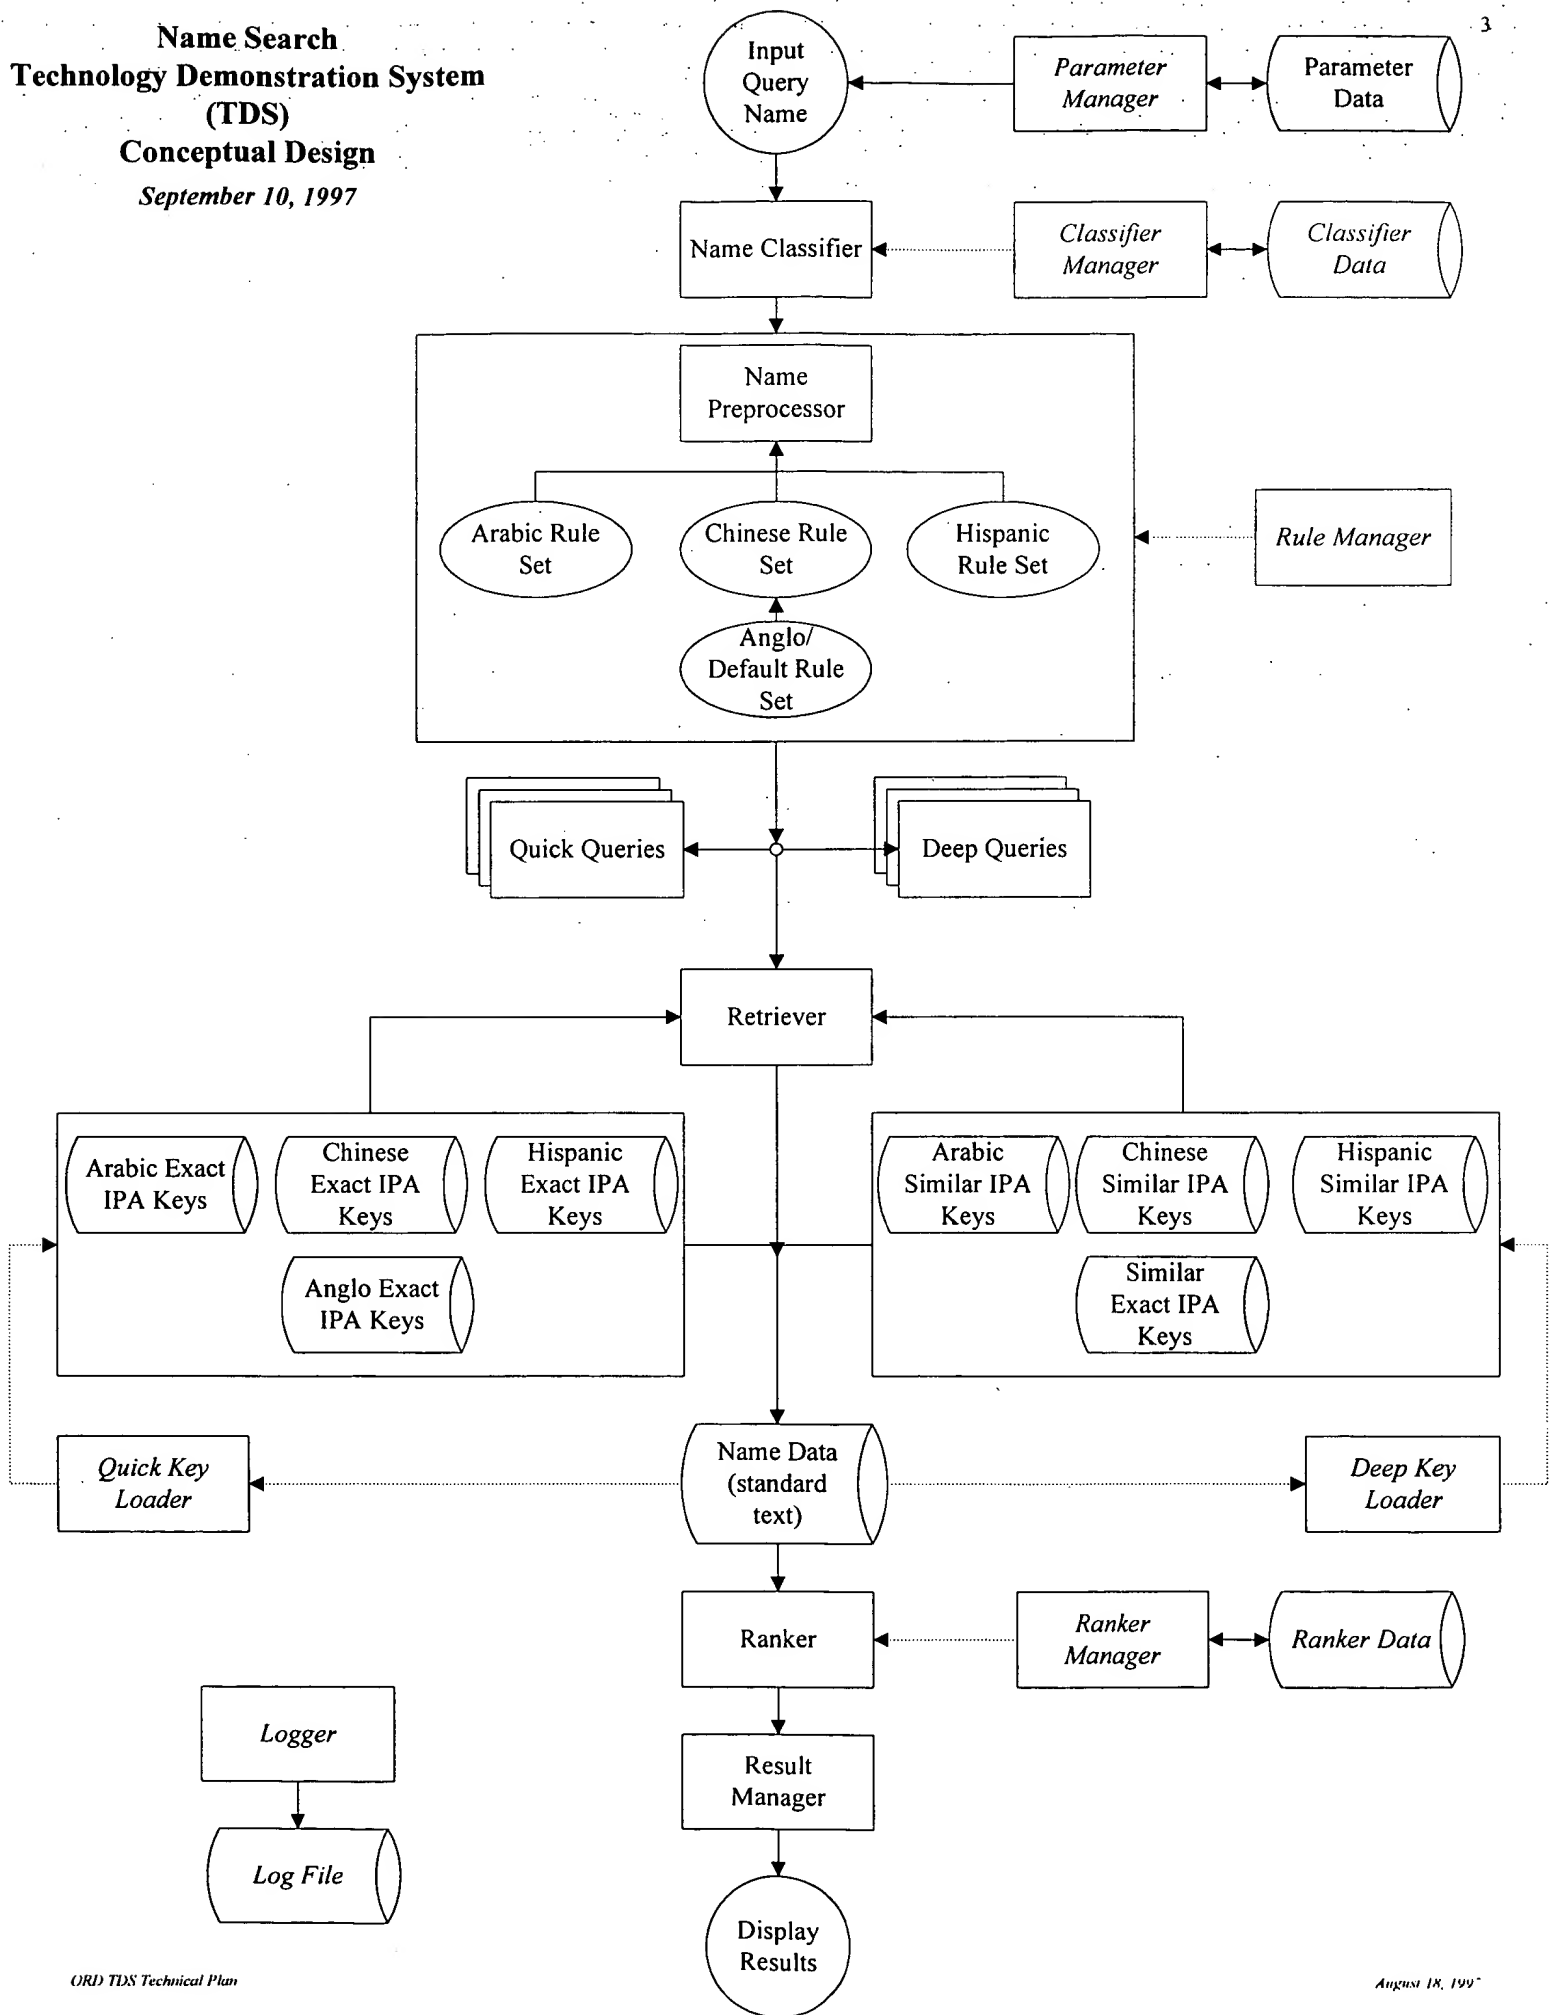 3
Name Search
Technology Demonstration System
(TDS)
Conceptual Design
September 10, 1997
Input
Query
Name
Parameter
Manager
Parameter
Data
Name Classifier
Classifier
Manager
Classifier
Data
Name
Preprocessor
Arabic Rule
Set
Chinese Rule
Set
Hispanic
Rule Set
Rule Manager
Anglo/
Default Rule
Set
Quick Queries
Deep Queries
Retriever
Arabic Exact
IPA Keys
Chinese
Exact IPA
Keys
Hispanic
Exact IPA
Keys
Anglo Exact
IPA Keys
Arabic
Similar IPA
Keys
Chinese
Similar IPA
Keys
Hispanic
Similar IPA
Keys
Similar
Exact IPA
Keys
Quick Key
Loader
Name Data
(standard
text)
Deep Key
Loader
Ranker
Ranker
Manager
Ranker Data
Logger
Result
Manager
Log File
Display
Results
ORD TDS Technical Plan
August 18,